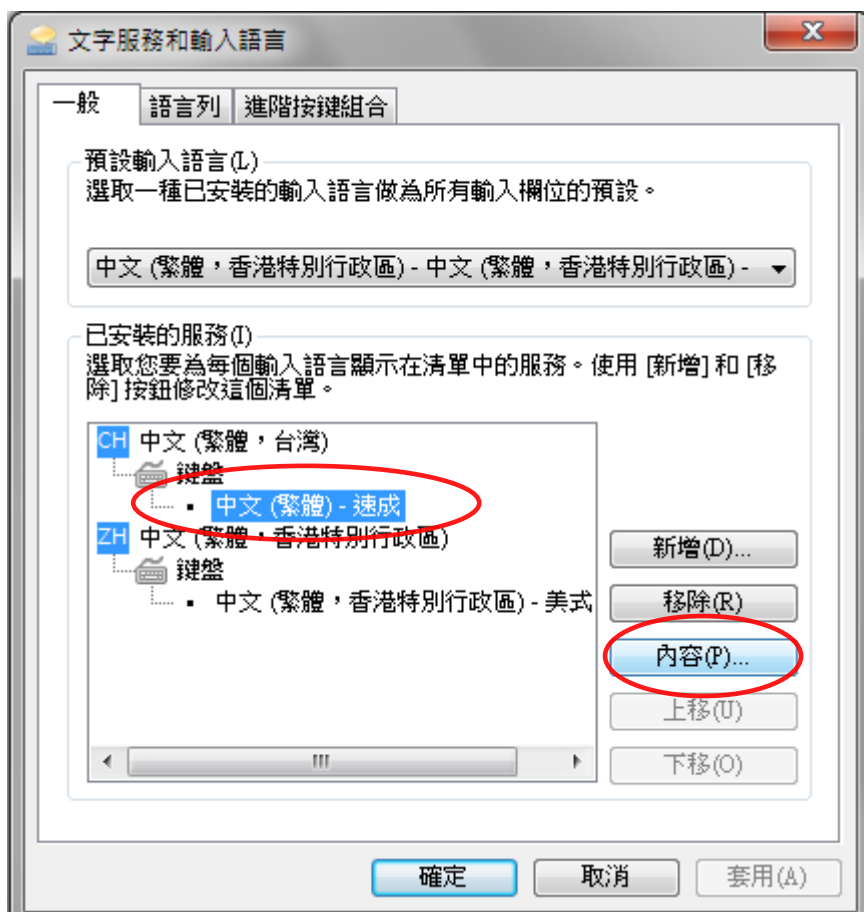 文字服務和輸入語言
一般
語言列
進階按鍵組合
預設輸入語言(L)
選取一種已安裝的輸入語言做為所有輸入欄位的預設。
中文 (繁體，香港特別行政區) - 中文 (繁體，香港特別行政區) -
已安裝的服務(I)
選取您要為每個輸入語言顯示在清單中的服務。使用 [新增] 和 [移
除] 按鈕修改這個清單。
CH 中文 (繁體，台灣)
鍵盤
中文 (繁體) - 速成
ZH 中文 (繁體，香港特別行政區)
鍵盤
中文 (繁體，香港特別行政區) - 美式
新增(D)...
移除(R)
內容(P)...
上移(U)
下移(O)
確定
取消
套用(A)